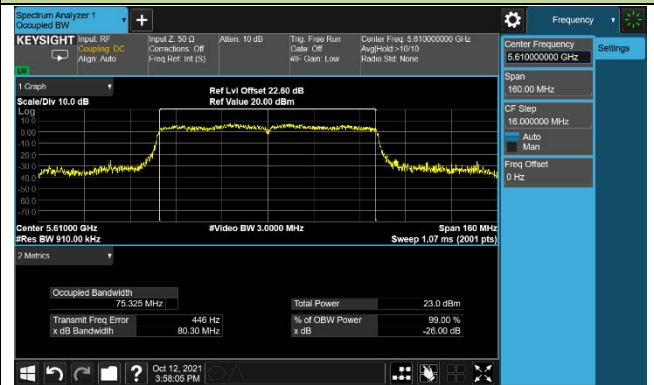 Spectrum Analyzer 1
Occupied BW
Frequency
KEYSIGHT Input: RF
Coupling: DC
Align: Auto
Input Z: 50 Ω
Corrections: Off
Freq Ref: Int (S)
Atten: 10 dB
Trig: Free Run
Gate: Off
#IF Gain: Low
Center Freq: 5.610000000 GHz
Avg|Hold:>10/10
Radio Std: None
Center Frequency
5.610000000 GHz
Settings
Span
160.00 MHz
CF Step
16.000000 MHz
Auto
Man
Freq Offset
0 Hz
1 Graph
Scale/Div 10.0 dB
Ref Lvl Offset 22.60 dB
Ref Value 20.00 dBm
Log
10.0
0.00
-10.0
-20.0
-30.0
-40.0
-50.0
-60.0
-70.0
Center 5.61000 GHz
#Res BW 910.00 kHz
#Video BW 3.0000 MHz
Span 160 MHz
Sweep 1.07 ms (2001 pts)
2 Metrics
Occupied Bandwidth
75.325 MHz
Total Power 23.0 dBm
Transmit Freq Error 446 Hz
% of OBW Power 99.00 %
x dB Bandwidth 80.30 MHz
x dB -26.00 dB
?
Oct 12, 2021
3:58:05 PM